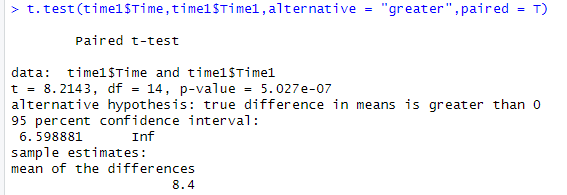 > t.test(time1$Time,time1$Time1,alternative = "greater",paired = T)
Paired t-test
data:  time1$Time and time1$Time1
t = 8.2143, df = 14, p-value = 5.027e-07
alternative hypothesis: true difference in means is greater than 0
95 percent confidence interval:
 6.598881      Inf
sample estimates:
mean of the differences
                    8.4